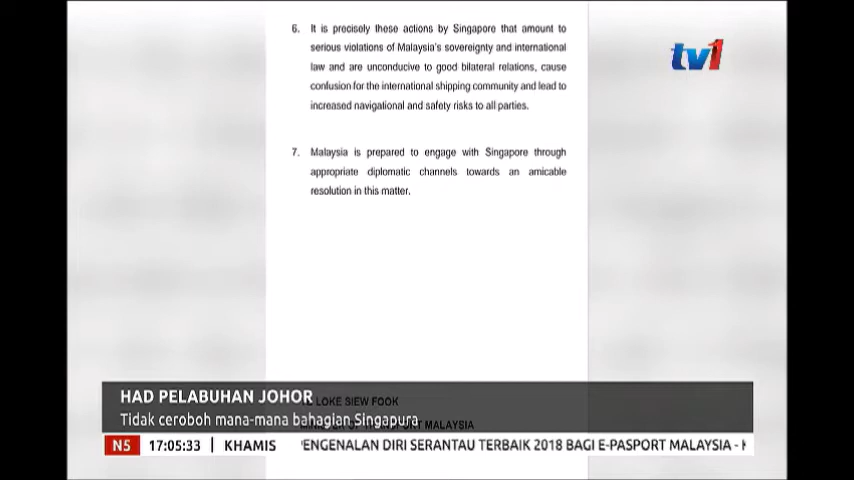 6. It is precisely these actions by Singapore that amount to
serious violations of Malaysia's sovereignty and international
law and are unconducive to good bilateral relations, cause
confusion for the international shipping community and lead to
increased navigational and safety risks to all parties.
tv1
7. Malaysia is prepared to engage with Singapore through
appropriate diplomatic channels towards an amicable
resolution in this matter.
HAD PELABUHAN JOHOR
LOKE SIEW FOOK
Tidak ceroboh mana-mana bahagian Singapura
MALAYSIA
N5 17:05:33 | KHAMIS PENGENALAN DIRI SERANTAU TERBAIK 2018 BAGI E-PASPORT MALAYSIA -